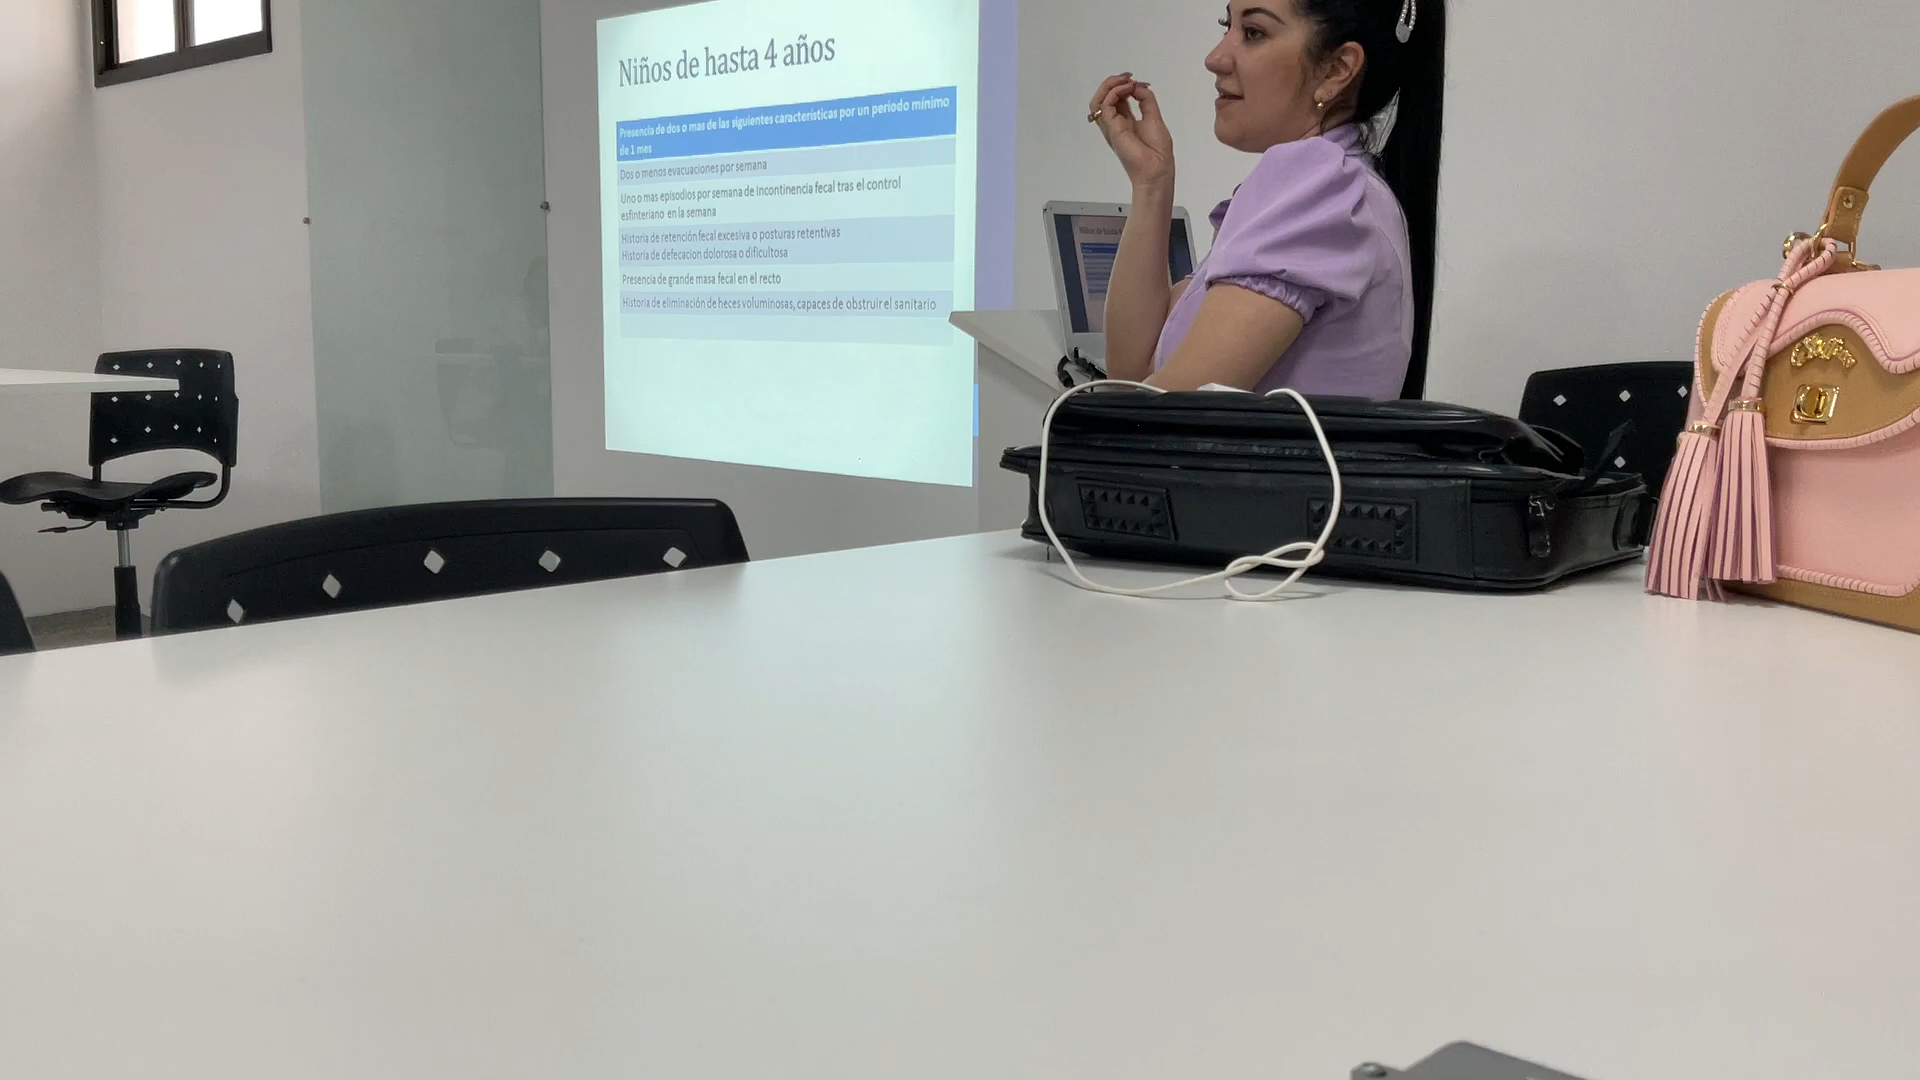 Niños de hasta 4 años
Presencia de dos o mas de las siguientes características por un período mínimo
de 1 mes
Dos o menos evacuaciones por semana
Uno o mas episodios por semana de incontinencia fecal tras el control
esfinteriano en la semana
Historia de retención fecal excesiva o posturas retentivas
Historia de defecacion dolorosa o dificultosa
Presencia de grande masa fecal en el recto
Historia de eliminación de heces voluminosas, capaces de obstruir el sanitario